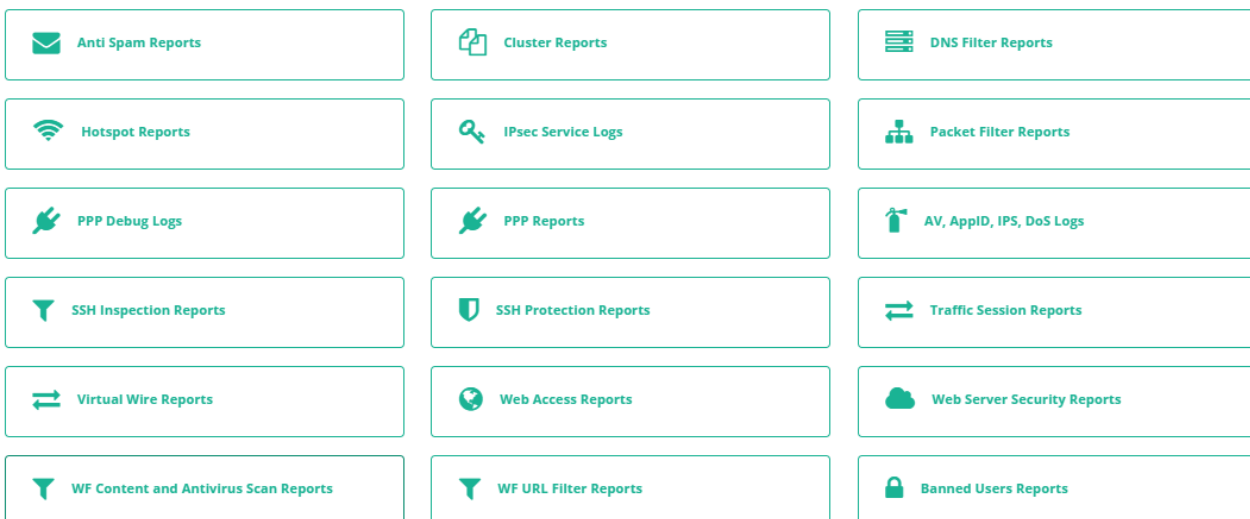 Anti Spam Reports
Cluster Reports
DNS Filter Reports
Hotspot Reports
IPsec Service Logs
Packet Filter Reports
PPP Debug Logs
PPP Reports
AV, AppID, IPS, DoS Logs
SSH Inspection Reports
SSH Protection Reports
Traffic Session Reports
Virtual Wire Reports
Web Access Reports
Web Server Security Reports
WF Content and Antivirus Scan Reports
WF URL Filter Reports
Banned Users Reports